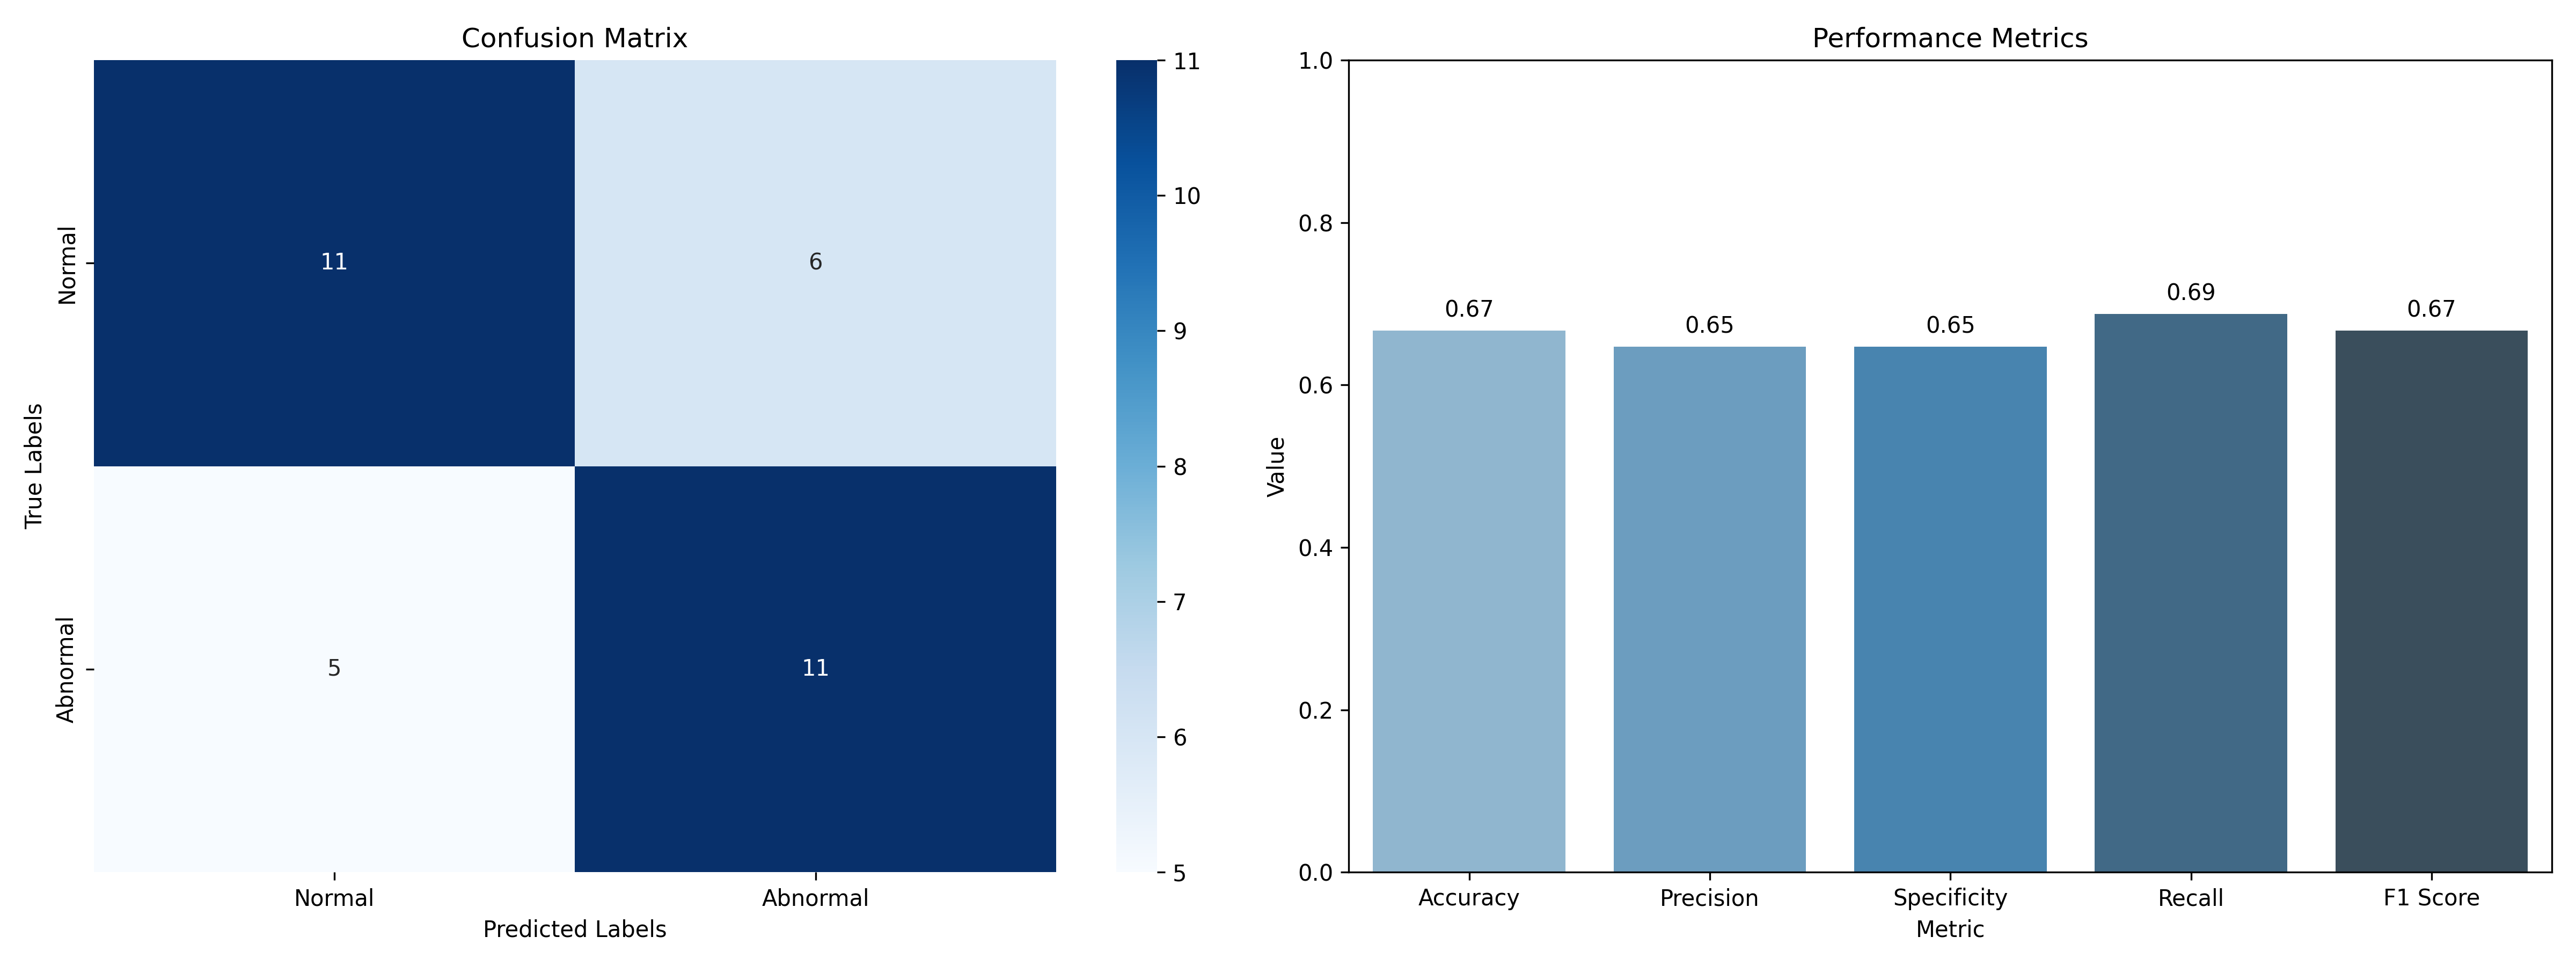 Confusion Matrix
True Labels
Normal
Abnormal
11
6
5
11
Normal
Abnormal
Predicted Labels
11
10
9
8
7
6
5
Performance Metrics
Value
1.0
0.8
0.6
0.4
0.2
0.0
0.67
0.65
0.65
0.69
0.67
Accuracy
Precision
Specificity
Recall
F1 Score
Metric